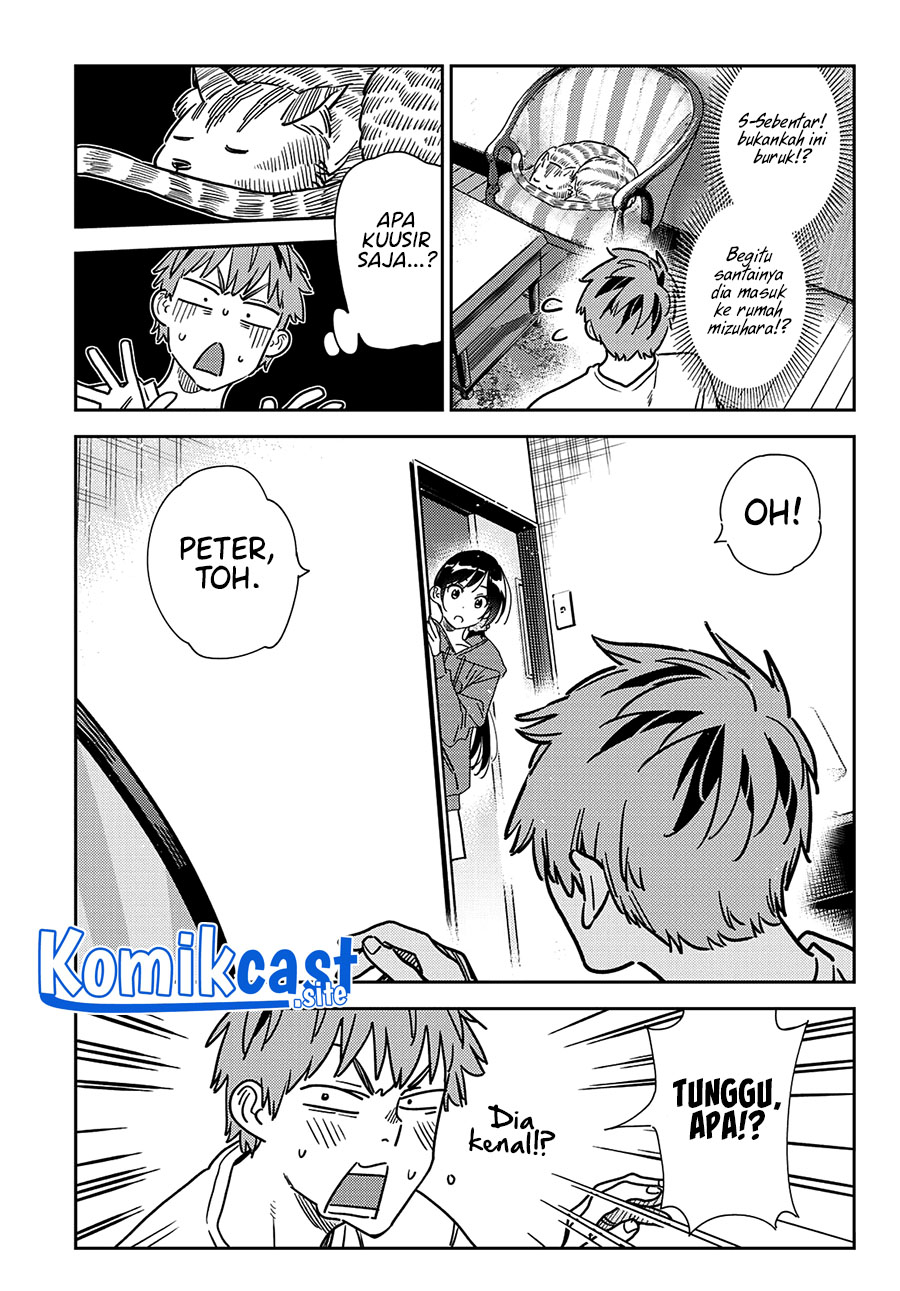 S-Sebentar!
bukankah ini
buruk!?
Begitu
santainya
dia masuk
ke rumah
mizuhara!?
APA
KUUSIR
SAJA...?
OH!
PETER,
TOH.
Komikcast
.site
TUNGGU,
APA!?
Dia
kenal!?